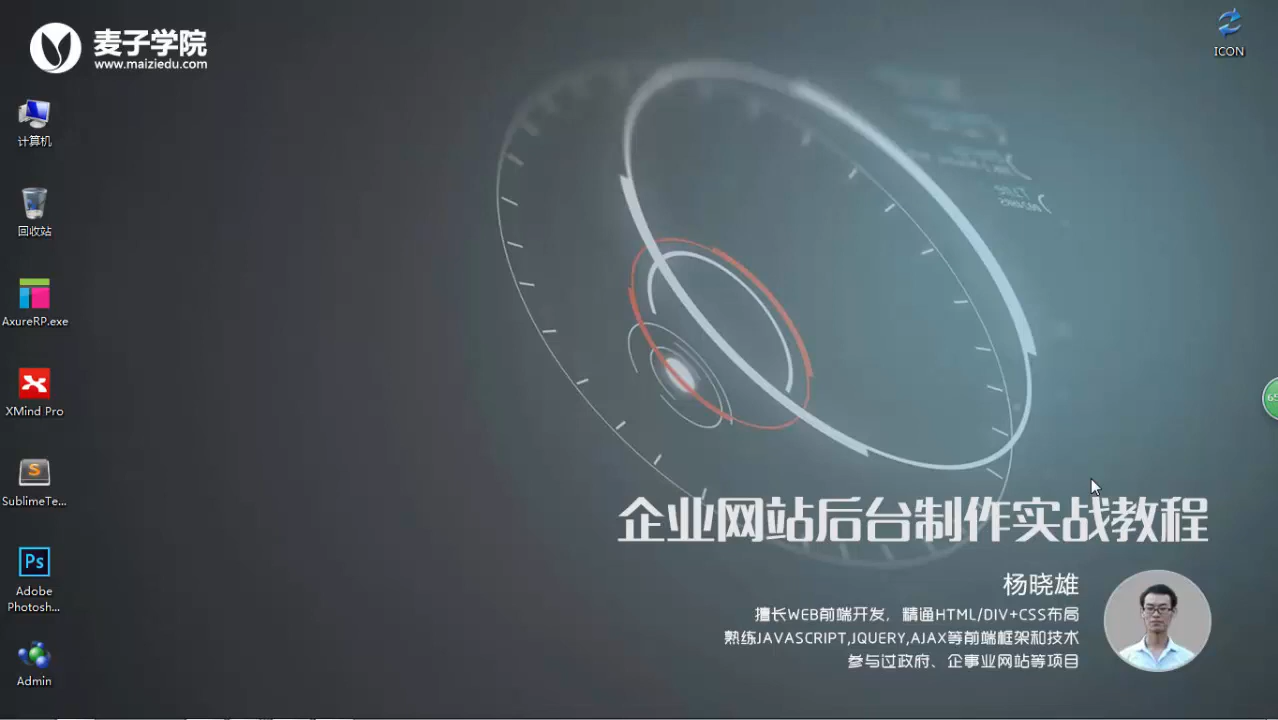 麦子学院
www.maiziedu.com
ICON
计算机
回收站
AxureRP.exe
XMind Pro
SublimeTe...
Ps
Adobe
Photosh...
Admin
65
企业网站后台制作实战教程
杨晓雄
擅长WEB前端开发，精通HTML/DIV+CSS布局
熟练JAVASCRIPT,JQUERY,AJAX等前端框架和技术
参与过政府、企事业网站等项目